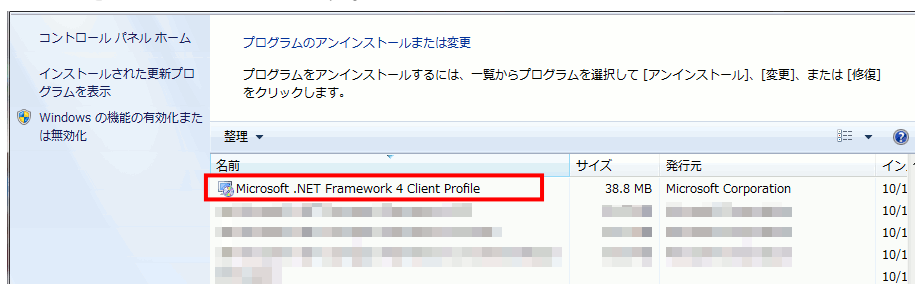 コントロール パネル ホーム
インストールされた更新プロ
グラムを表示
Windows の機能の有効化また
は無効化
プログラムのアンインストールまたは変更
プログラムをアンインストールするには、一覧からプログラムを選択して [アンインストール]、[変更]、または [修復]
をクリックします。
整理
名前 サイズ 発行元 イン
Microsoft .NET Framework 4 Client Profile 38.8 MB Microsoft Corporation 10/1
10/1
10/1
10/1
10/1